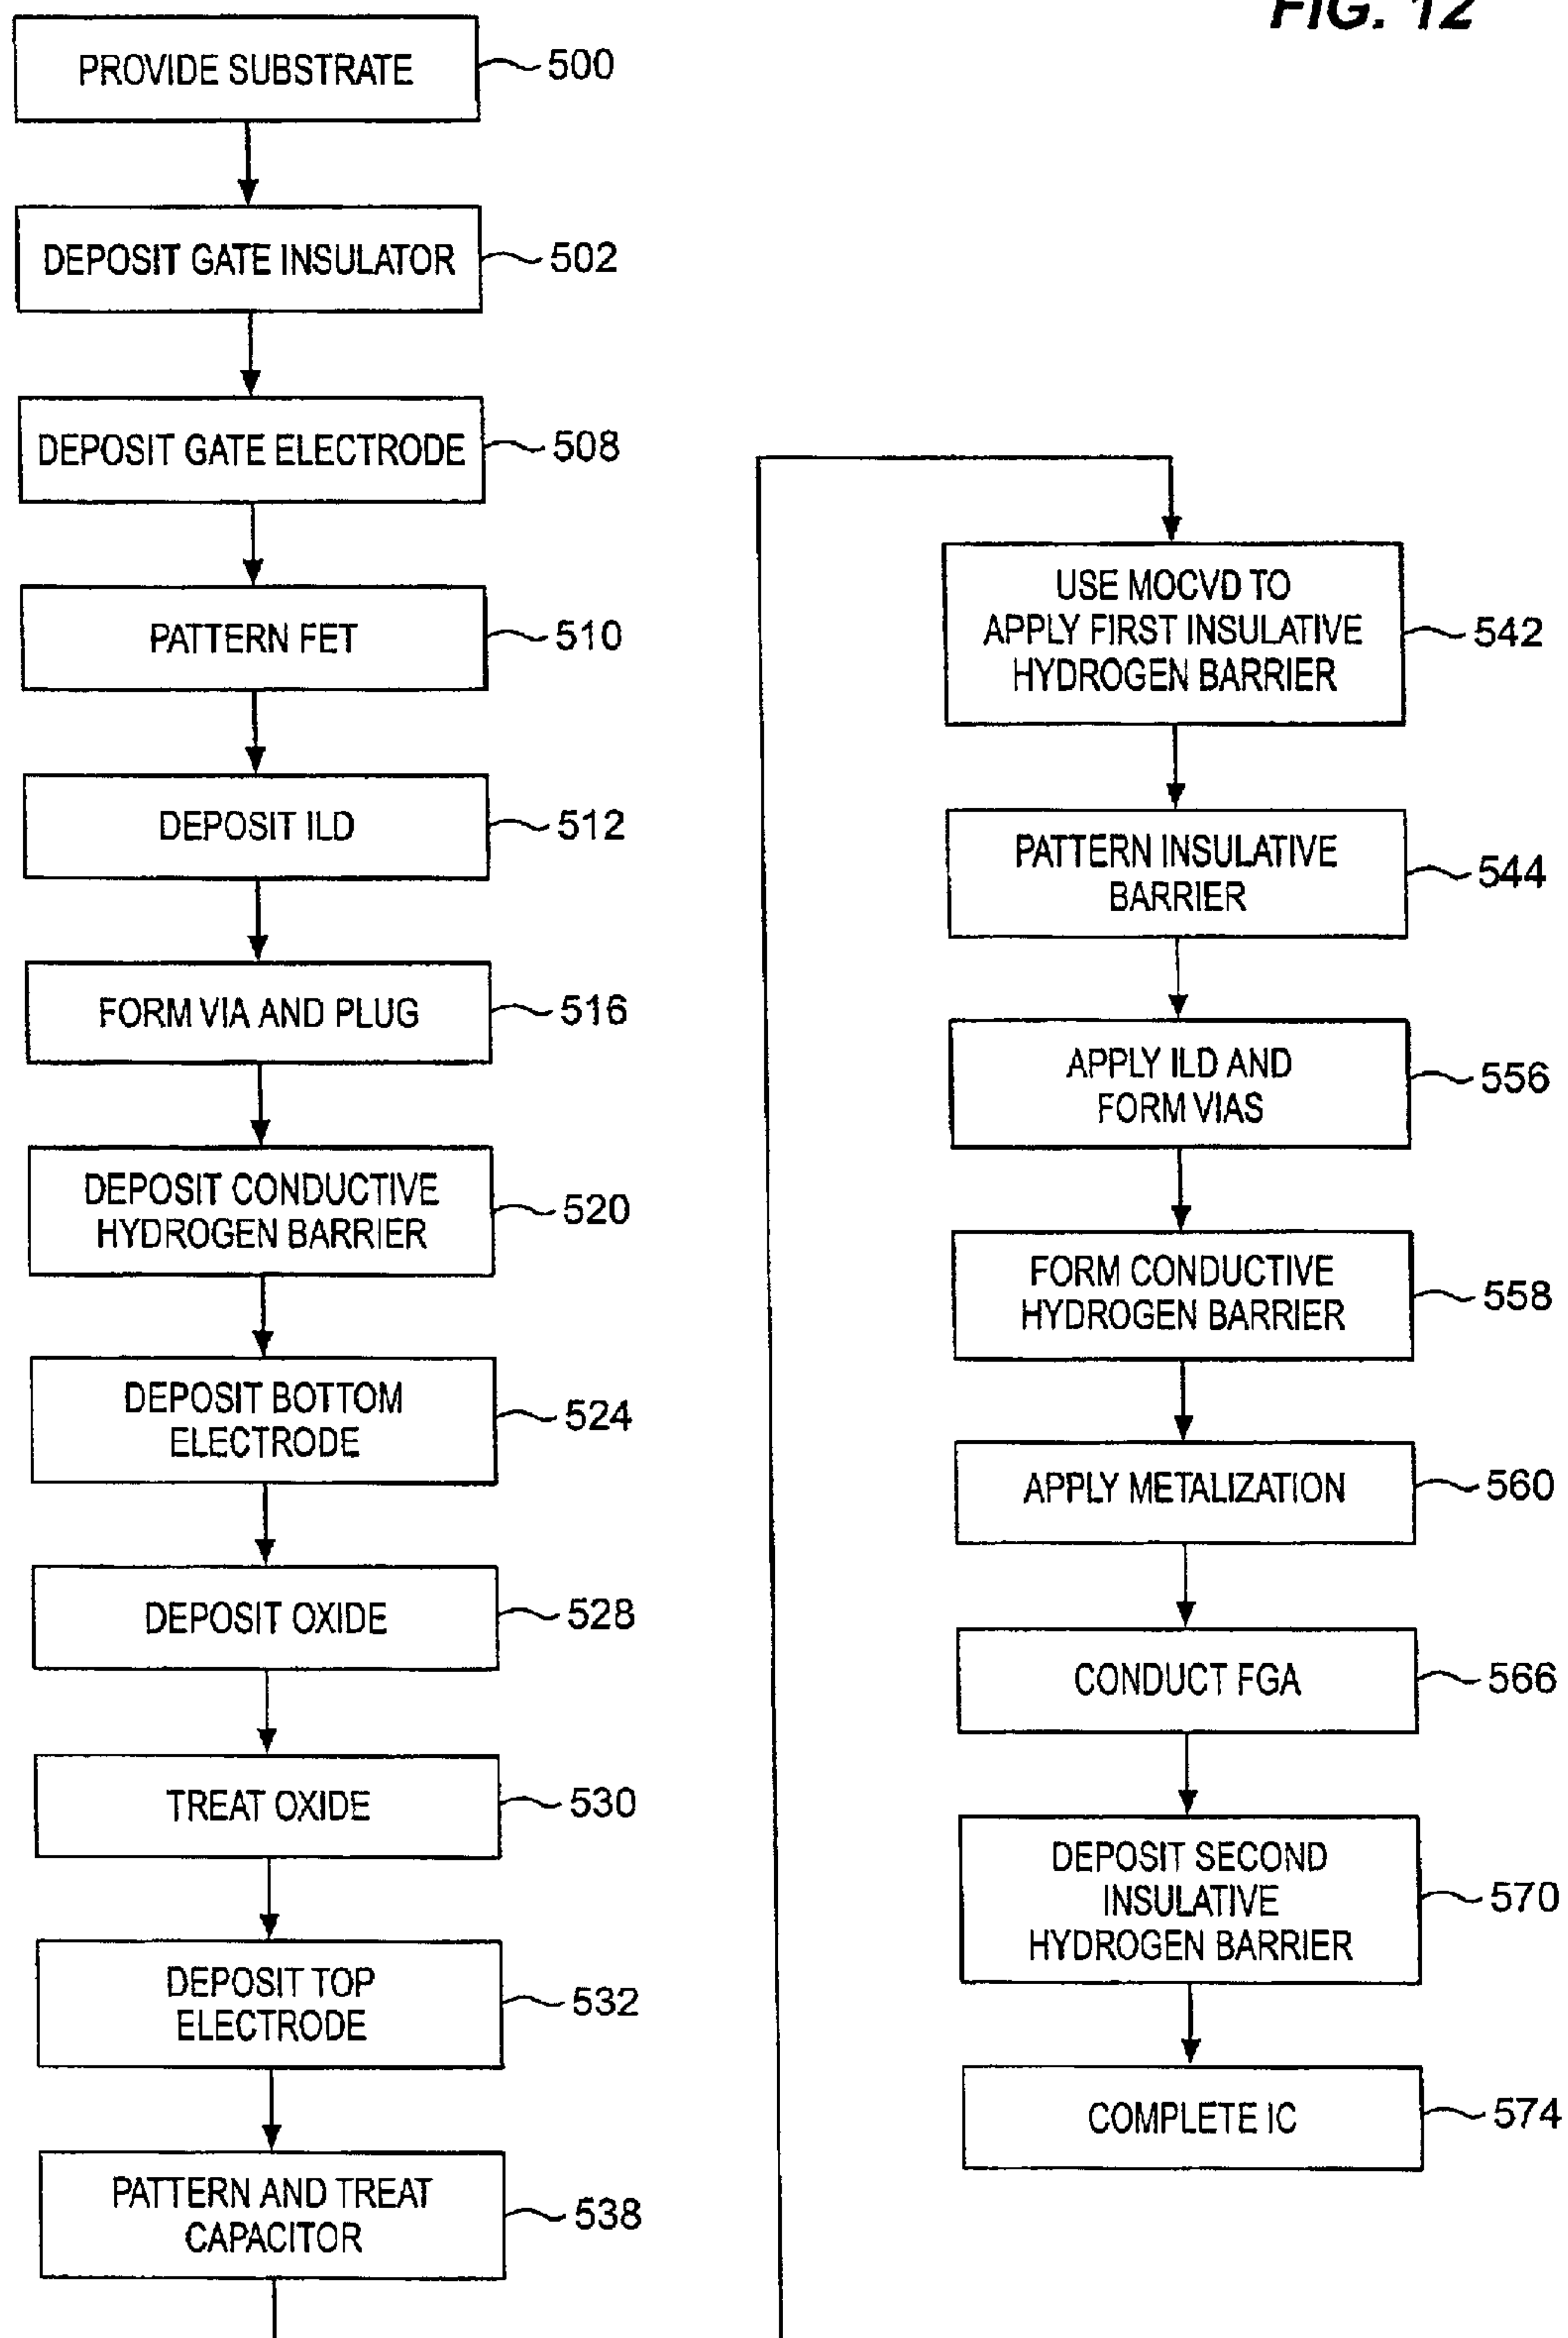 FIG. 12
PROVIDE SUBSTRATE
500
DEPOSIT GATE INSULATOR
502
DEPOSIT GATE ELECTRODE
508
PATTERN FET
510
DEPOSIT ILD
512
FORM VIA AND PLUG
516
DEPOSIT CONDUCTIVE
HYDROGEN BARRIER
520
DEPOSIT BOTTOM
ELECTRODE
524
DEPOSIT OXIDE
528
TREAT OXIDE
530
DEPOSIT TOP
ELECTRODE
532
PATTERN AND TREAT
CAPACITOR
538
USE MOCVD TO
APPLY FIRST INSULATIVE
HYDROGEN BARRIER
542
PATTERN INSULATIVE
BARRIER
544
APPLY ILD AND
FORM VIAS
556
FORM CONDUCTIVE
HYDROGEN BARRIER
558
APPLY METALIZATION
560
CONDUCT FGA
566
DEPOSIT SECOND
INSULATIVE
HYDROGEN BARRIER
570
COMPLETE IC
574